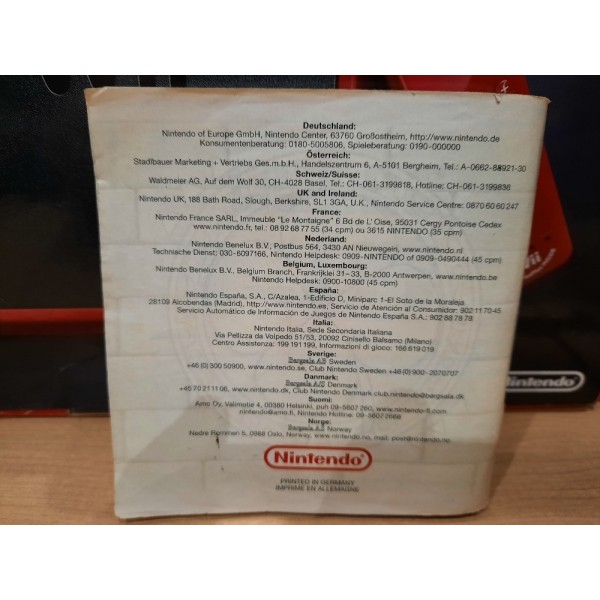 Deutschland:
Nintendo of Europe GmbH, Nintendo Center, 63760 Großostheim, http://www.nintendo.de
Konsumentenberatung: 0180-5005806, Spieleberatung: 0190-000000
Österreich:
Stadlbauer Marketing + Vertriebs Ges.m.b.H., Handelszentrum 6, A-5101 Bergheim, Tel.: A-0662-88921-30
Schweiz/Suisse:
Waldmeier AG, Auf dem Wolf 30, CH-4028 Basel, Tel.: CH-061-3199818, Hotline: CH-061-3199836
UK and Ireland:
Nintendo UK, 188 Bath Road, Slough, Berkshire, SL1 3GA, U.K., Nintendo Service Centre: 0870 60 60 247
France:
Nintendo France SARL, Immeuble "Le Montaigne" 6 Bd de L' Oise, 95031 Cergy Pontoise Cedex
www.nintendo.fr, tel.: 08 92 68 77 55 (34 cpm) ou 3615 NINTENDO (35 cpm)
Nederland:
Nintendo Benelux B.V., Postbus 564, 3430 AN Nieuwegein, www.nintendo.nl
Technische Dienst: 030-6097166, Nintendo Helpdesk: 0909-NINTENDO of 0909-0490444 (45 cpm)
Belgium, Luxembourg:
Nintendo Benelux B.V., Belgium Branch, Frankrijklei 31-33, B-2000 Antwerpen, www.nintendo.be
Nintendo Helpdesk: 0900-10800 (45 cpm)
España:
Nintendo España, S.A., C/Azalea, 1-Edificio D, Miniparc 1-El Soto de la Moraleja
28109 Alcobendas (Madrid), http://www.nintendo.es, Servicio de Atención al Consumidor: 902 11 70 45
Servicio Automático de Información de Juegos de Nintendo España S.A.: 902 88 78 78
Italia:
Nintendo Italia, Sede Secondaria Italiana
Via Pellizza da Volpedo 51/53, 20092 Cinisello Balsamo (Milano)
Centro Assistenza: 199 191 199, Informazioni di gioco: 166 619 019
Sverige:
Bergsala AB Sweden
+46 (0) 300 50900, www.nintendo.se, Club Nintendo Sweden +46 (0) 900-2070707
Danmark:
Bergsala A/S Denmark
+45 70 21 11 06, www.nintendo.dk, Club Nintendo Denmark club.nintendo@bergsala.dk
Suomi:
Amo Oy, Valimotie 4, 00380 Helsinki, puh 09-3807 260, www.nintendo-fi.com
nintendo@amo.fi, Nintendo Hotline: 09-3807 2666
Norge:
Bergsala AS Norway
Nedre Rommen 5, 0988 Oslo, Norway, www.nintendo.no, mail: post@nintendo.no
Nintendo
PRINTED IN GERMANY
IMPRIMÉ EN ALLEMAGNE
Wii
Nintendo